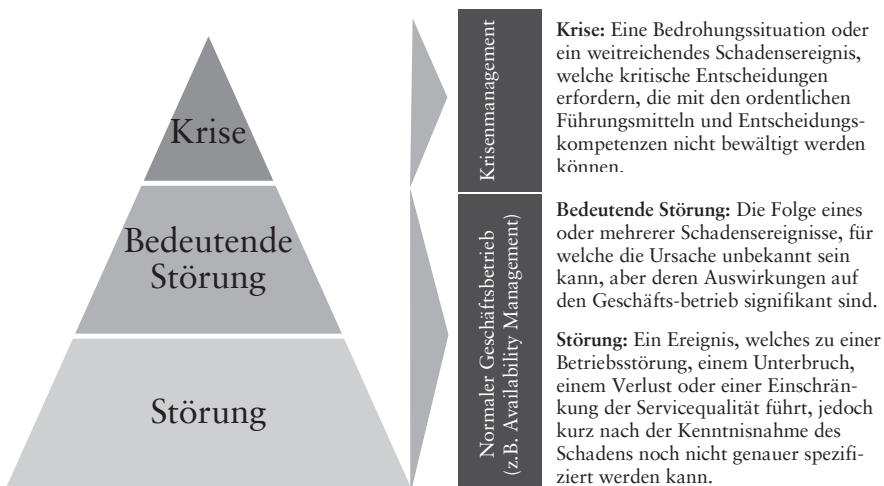 Krise
Bedeutende
Störung
Störung
Krisenmanagement
Normaler Geschäftsbetrieb
(z.B. Availability Management)
Krise: Eine Bedrohungssituation oder
ein weitreichendes Schadensereignis,
welche kritische Entscheidungen
erfordern, die mit den ordentlichen
Führungsmitteln und Entscheidungs-
kompetenzen nicht bewältigt werden
können.
Bedeutende Störung: Die Folge eines
oder mehrerer Schadensereignisse, für
welche die Ursache unbekannt sein
kann, aber deren Auswirkungen auf
den Geschäfts-betrieb signifikant sind.
Störung: Ein Ereignis, welches zu einer
Betriebsstörung, einem Unterbruch,
einem Verlust oder einer Einschrän-
kung der Servicequalität führt, jedoch
kurz nach der Kenntnisnahme des
Schadens noch nicht genauer spezifi-
ziert werden kann.